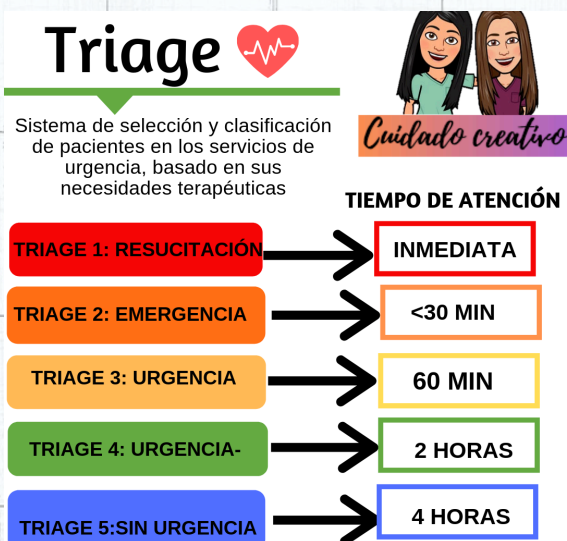 Triage
Cuidado creativo
Sistema de selección y clasificación
de pacientes en los servicios de
urgencia, basado en sus
necesidades terapéuticas
TIEMPO DE ATENCIÓN
TRIAGE 1: RESUCITACIÓN
INMEDIATA
TRIAGE 2: EMERGENCIA
<30 MIN
TRIAGE 3: URGENCIA
60 MIN
TRIAGE 4: URGENCIA-
2 HORAS
TRIAGE 5:SIN URGENCIA
4 HORAS